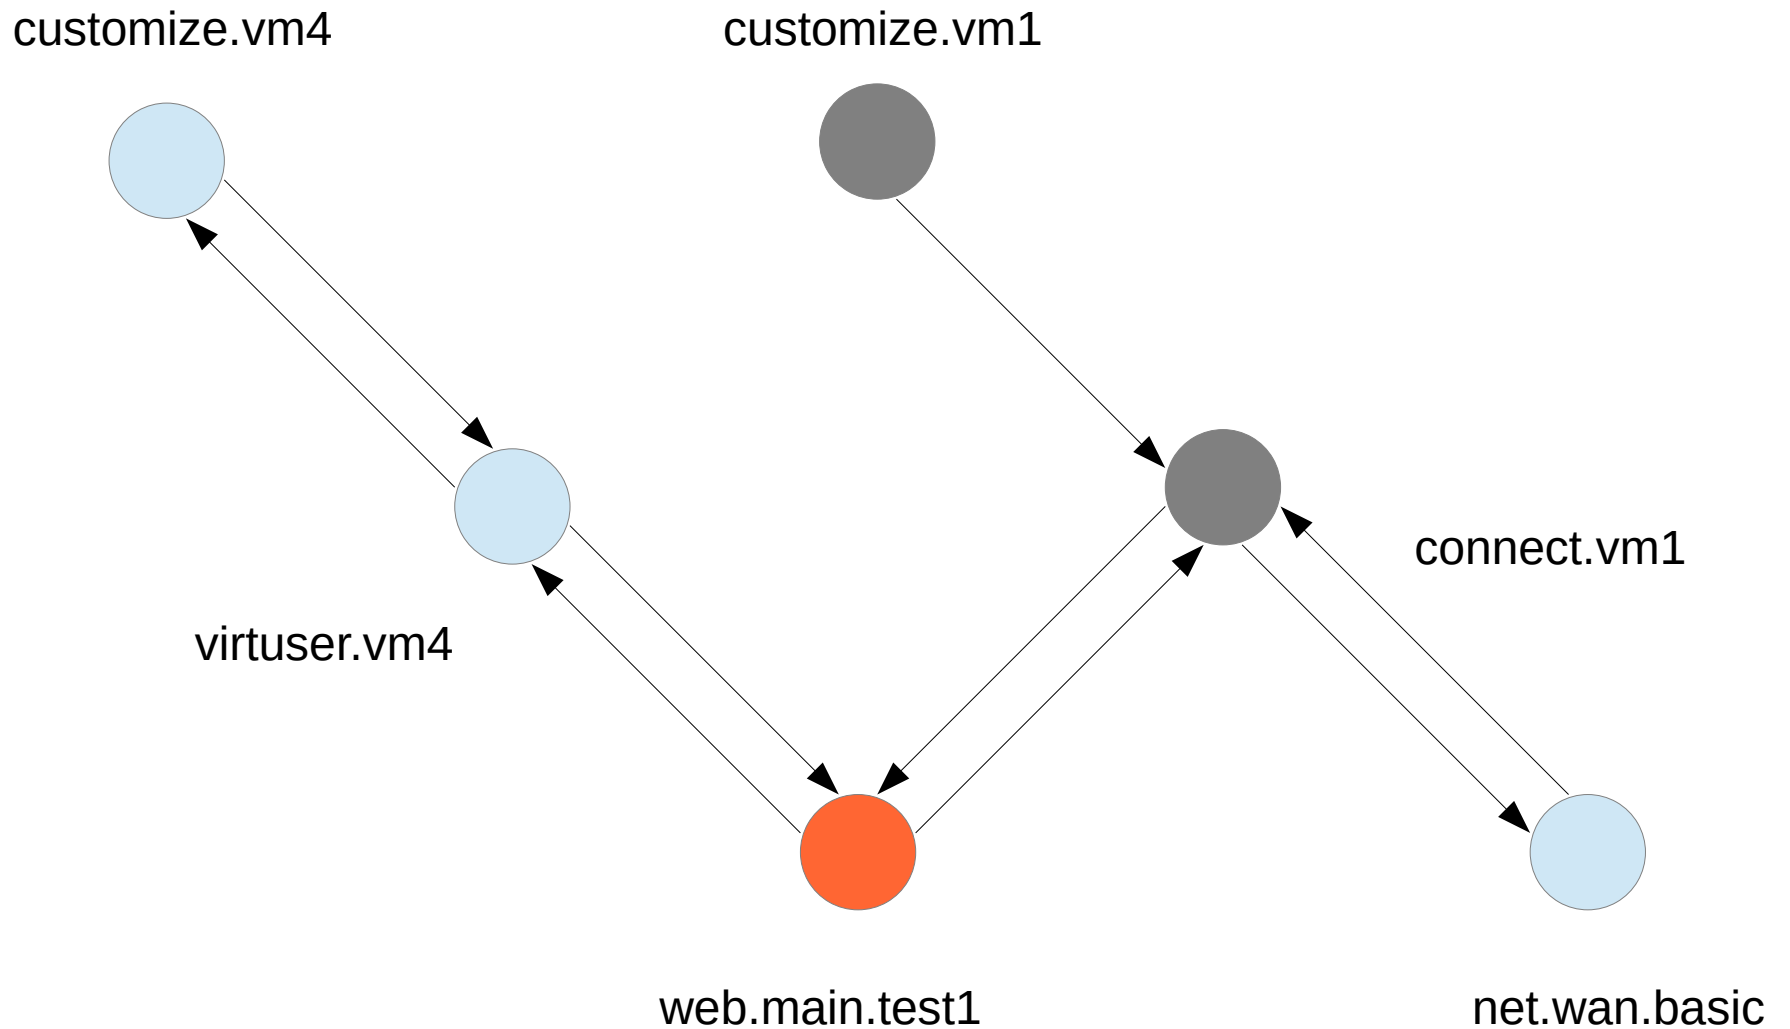 customize.vm4
customize.vm1
connect.vm1
virtuser.vm4
web.main.test1
net.wan.basic